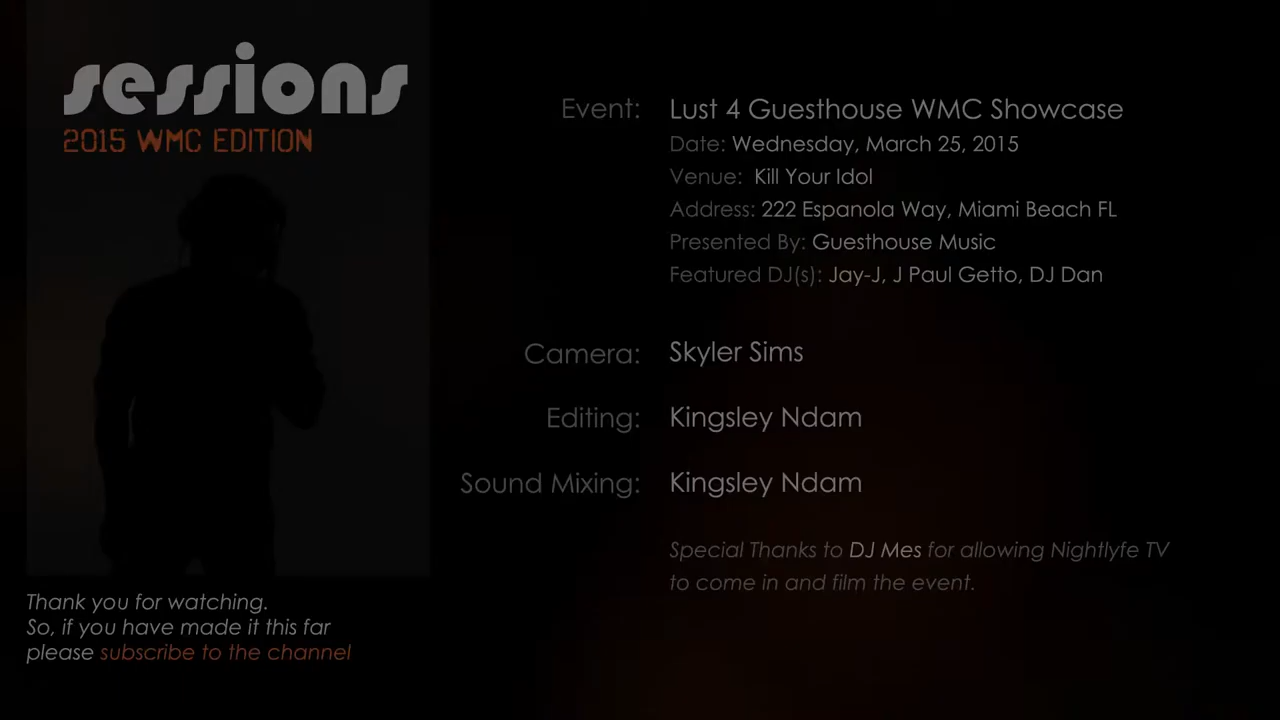 sessions
2015 WMC EDITION
Event: Lust 4 Guesthouse WMC Showcase
Date: Wednesday, March 25, 2015
Venue: Kill Your Idol
Address: 222 Espanola Way, Miami Beach FL
Presented By: Guesthouse Music
Featured DJ(s): Jay-J, J Paul Getto, DJ Dan
Camera: Skyler Sims
Editing: Kingsley Ndam
Sound Mixing: Kingsley Ndam
Special Thanks to DJ Mes for allowing Nightlyfe TV
to come in and film the event.
Thank you for watching.
So, if you have made it this far
please subscribe to the channel